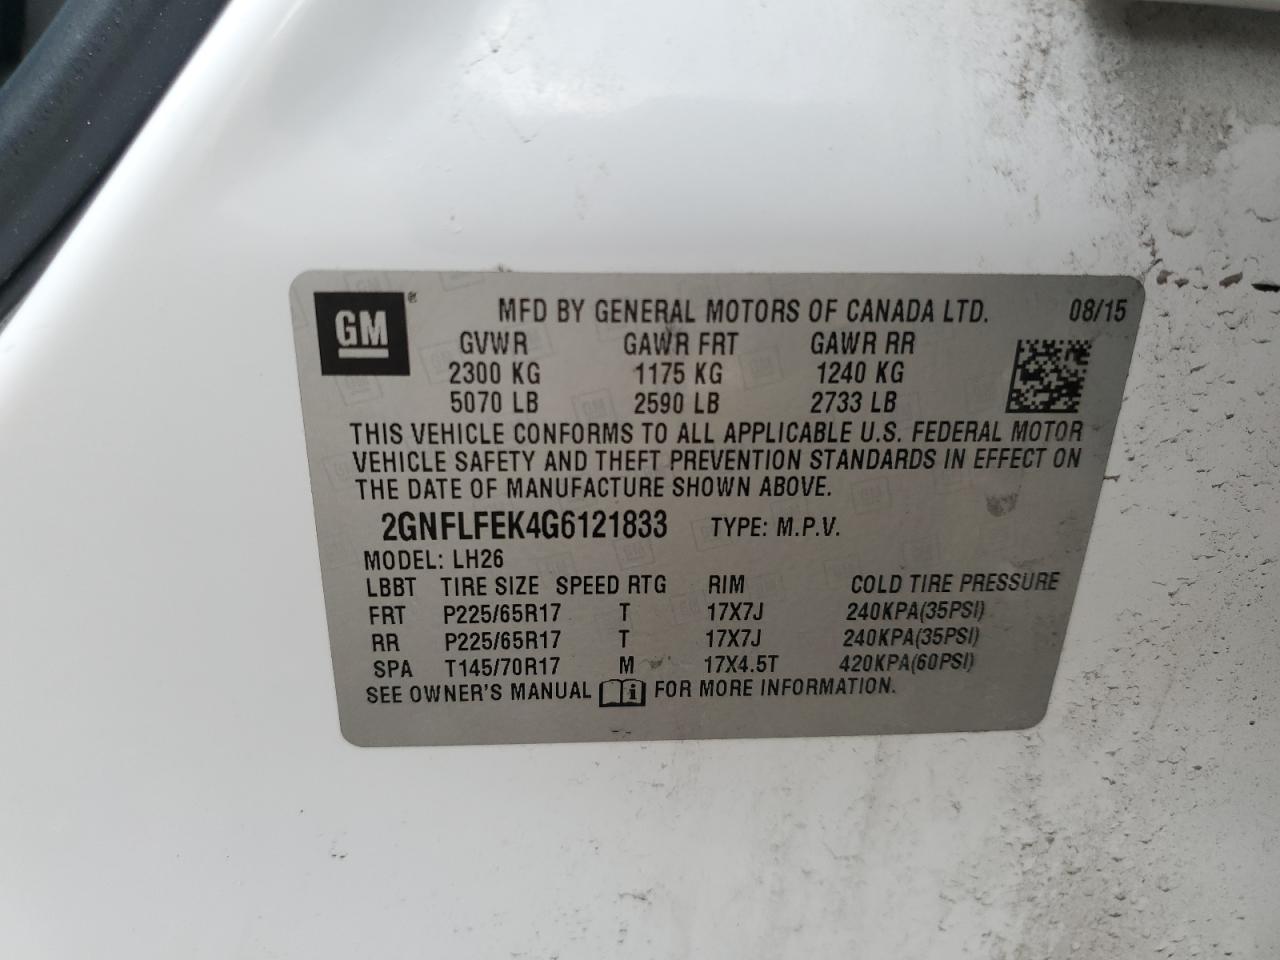 GM®
MFD BY GENERAL MOTORS OF CANADA LTD. 08/15
GVWR GAWR FRT GAWR RR
2300 KG 1175 KG 1240 KG
5070 LB 2590 LB 2733 LB
THIS VEHICLE CONFORMS TO ALL APPLICABLE U.S. FEDERAL MOTOR
VEHICLE SAFETY AND THEFT PREVENTION STANDARDS IN EFFECT ON
THE DATE OF MANUFACTURE SHOWN ABOVE.
2GNFLFEK4G6121833 TYPE: M.P.V.
MODEL: LH26
LBBT TIRE SIZE SPEED RTG RIM COLD TIRE PRESSURE
FRT P225/65R17 T 17X7J 240KPA(35PSI)
RR P225/65R17 T 17X7J 240KPA(35PSI)
SPA T145/70R17 M 17X4.5T 420KPA(60PSI)
SEE OWNER'S MANUAL i FOR MORE INFORMATION.